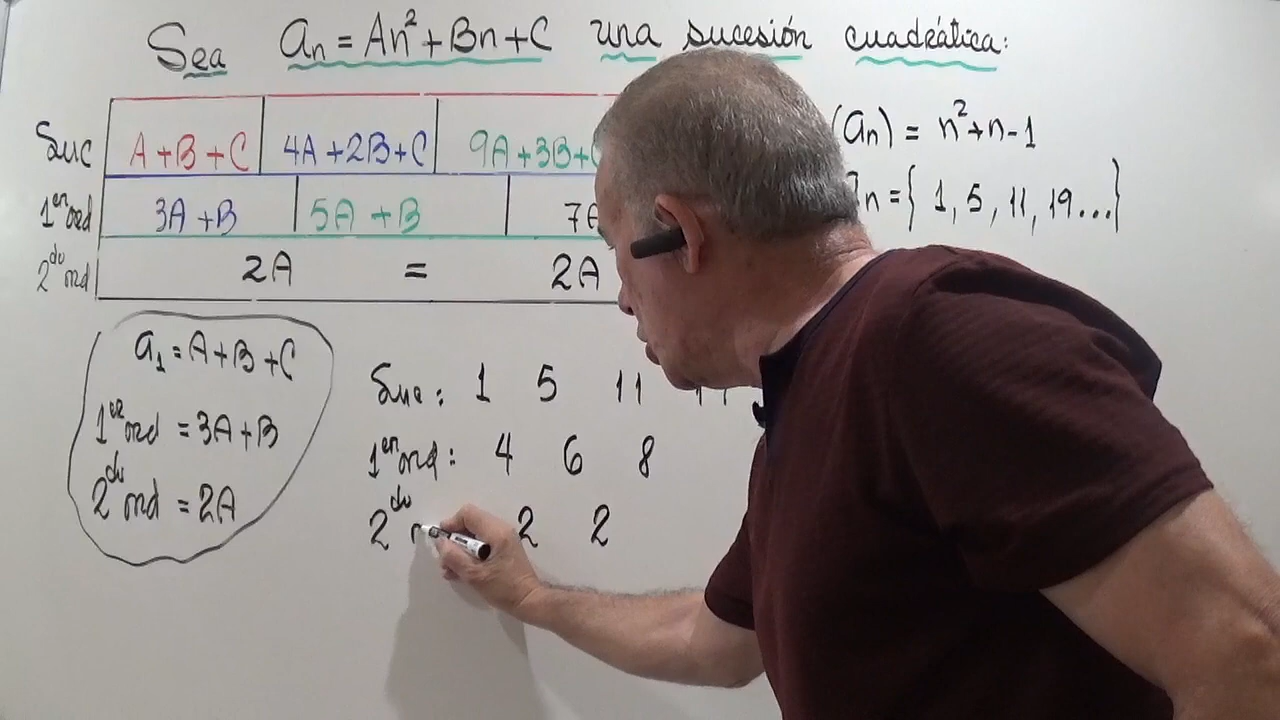 Sea an = An² + Bn + C una sucesión cuadrática:
Suc A + B + C 4A + 2B + C 9A + 3B +
1er ord 3A + B 5A + B 7A
2do ord 2A = 2A
(an) = n² + n - 1
n = { 1, 5, 11, 19... }
a1 = A + B + C
1er ord = 3A + B
2do ord = 2A
Suc: 1 5 11
1er ord: 4 6 8
2do 2 2